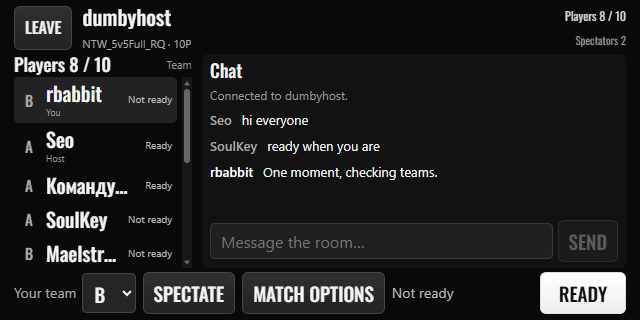 LEAVE
dumbyhost
NTW_5v5Full_RQ · 10P
Players 8 / 10
Spectators 2
Players 8 / 10
Team
B rbabbit Not ready
You
A Seo Ready
Host
A Команду... Ready
A SoulKey Not ready
B Maelstr... Not ready
Chat
Connected to dumbyhost.
Seo hi everyone
SoulKey ready when you are
rbabbit One moment, checking teams.
Message the room...
SEND
Your team B SPECTATE MATCH OPTIONS Not ready READY